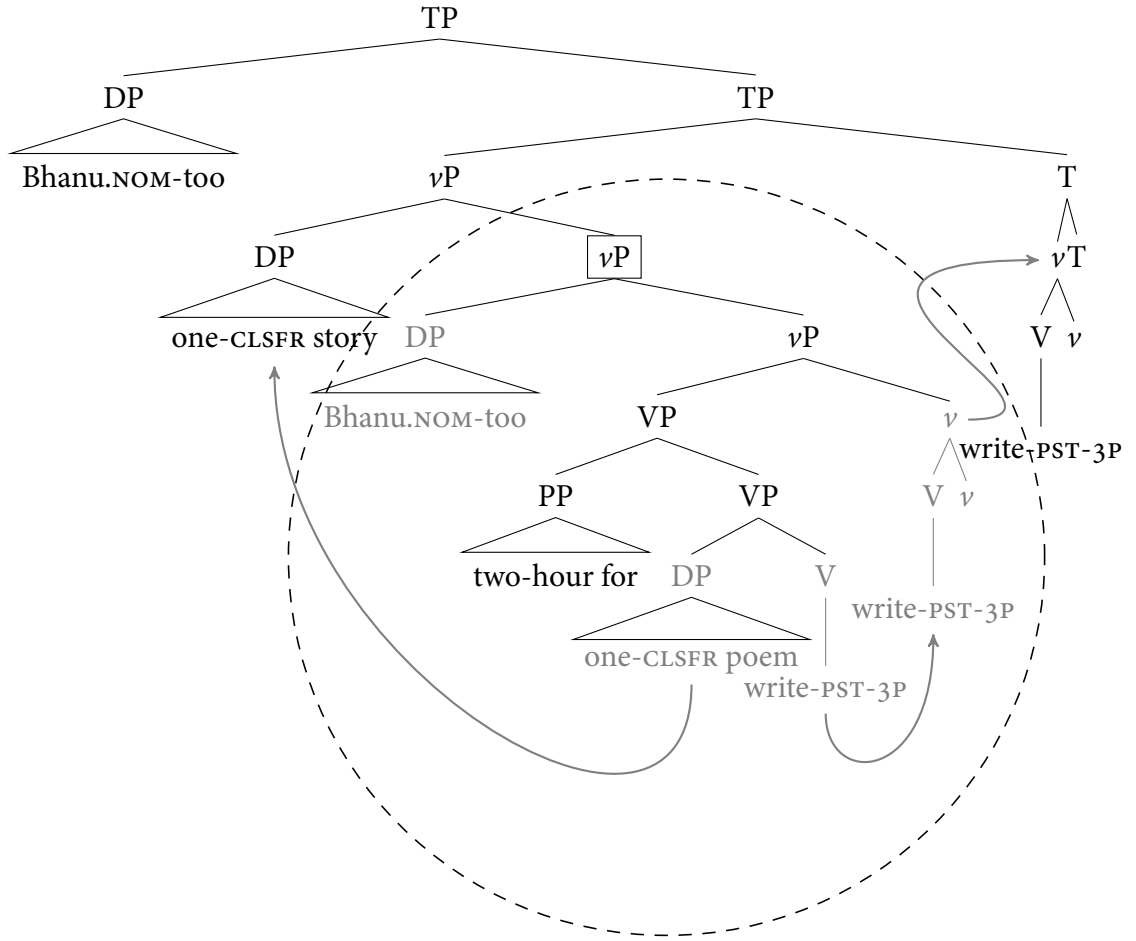 TP
DP TP
Bhanu.NOM-too vP T
DP vP vT
one-CLSFR story DP vP V v
Bhanu.NOM-too VP v write-PST-3P
PP VP V v
two-hour for DP V write-PST-3P
one-CLSFR poem write-PST-3P